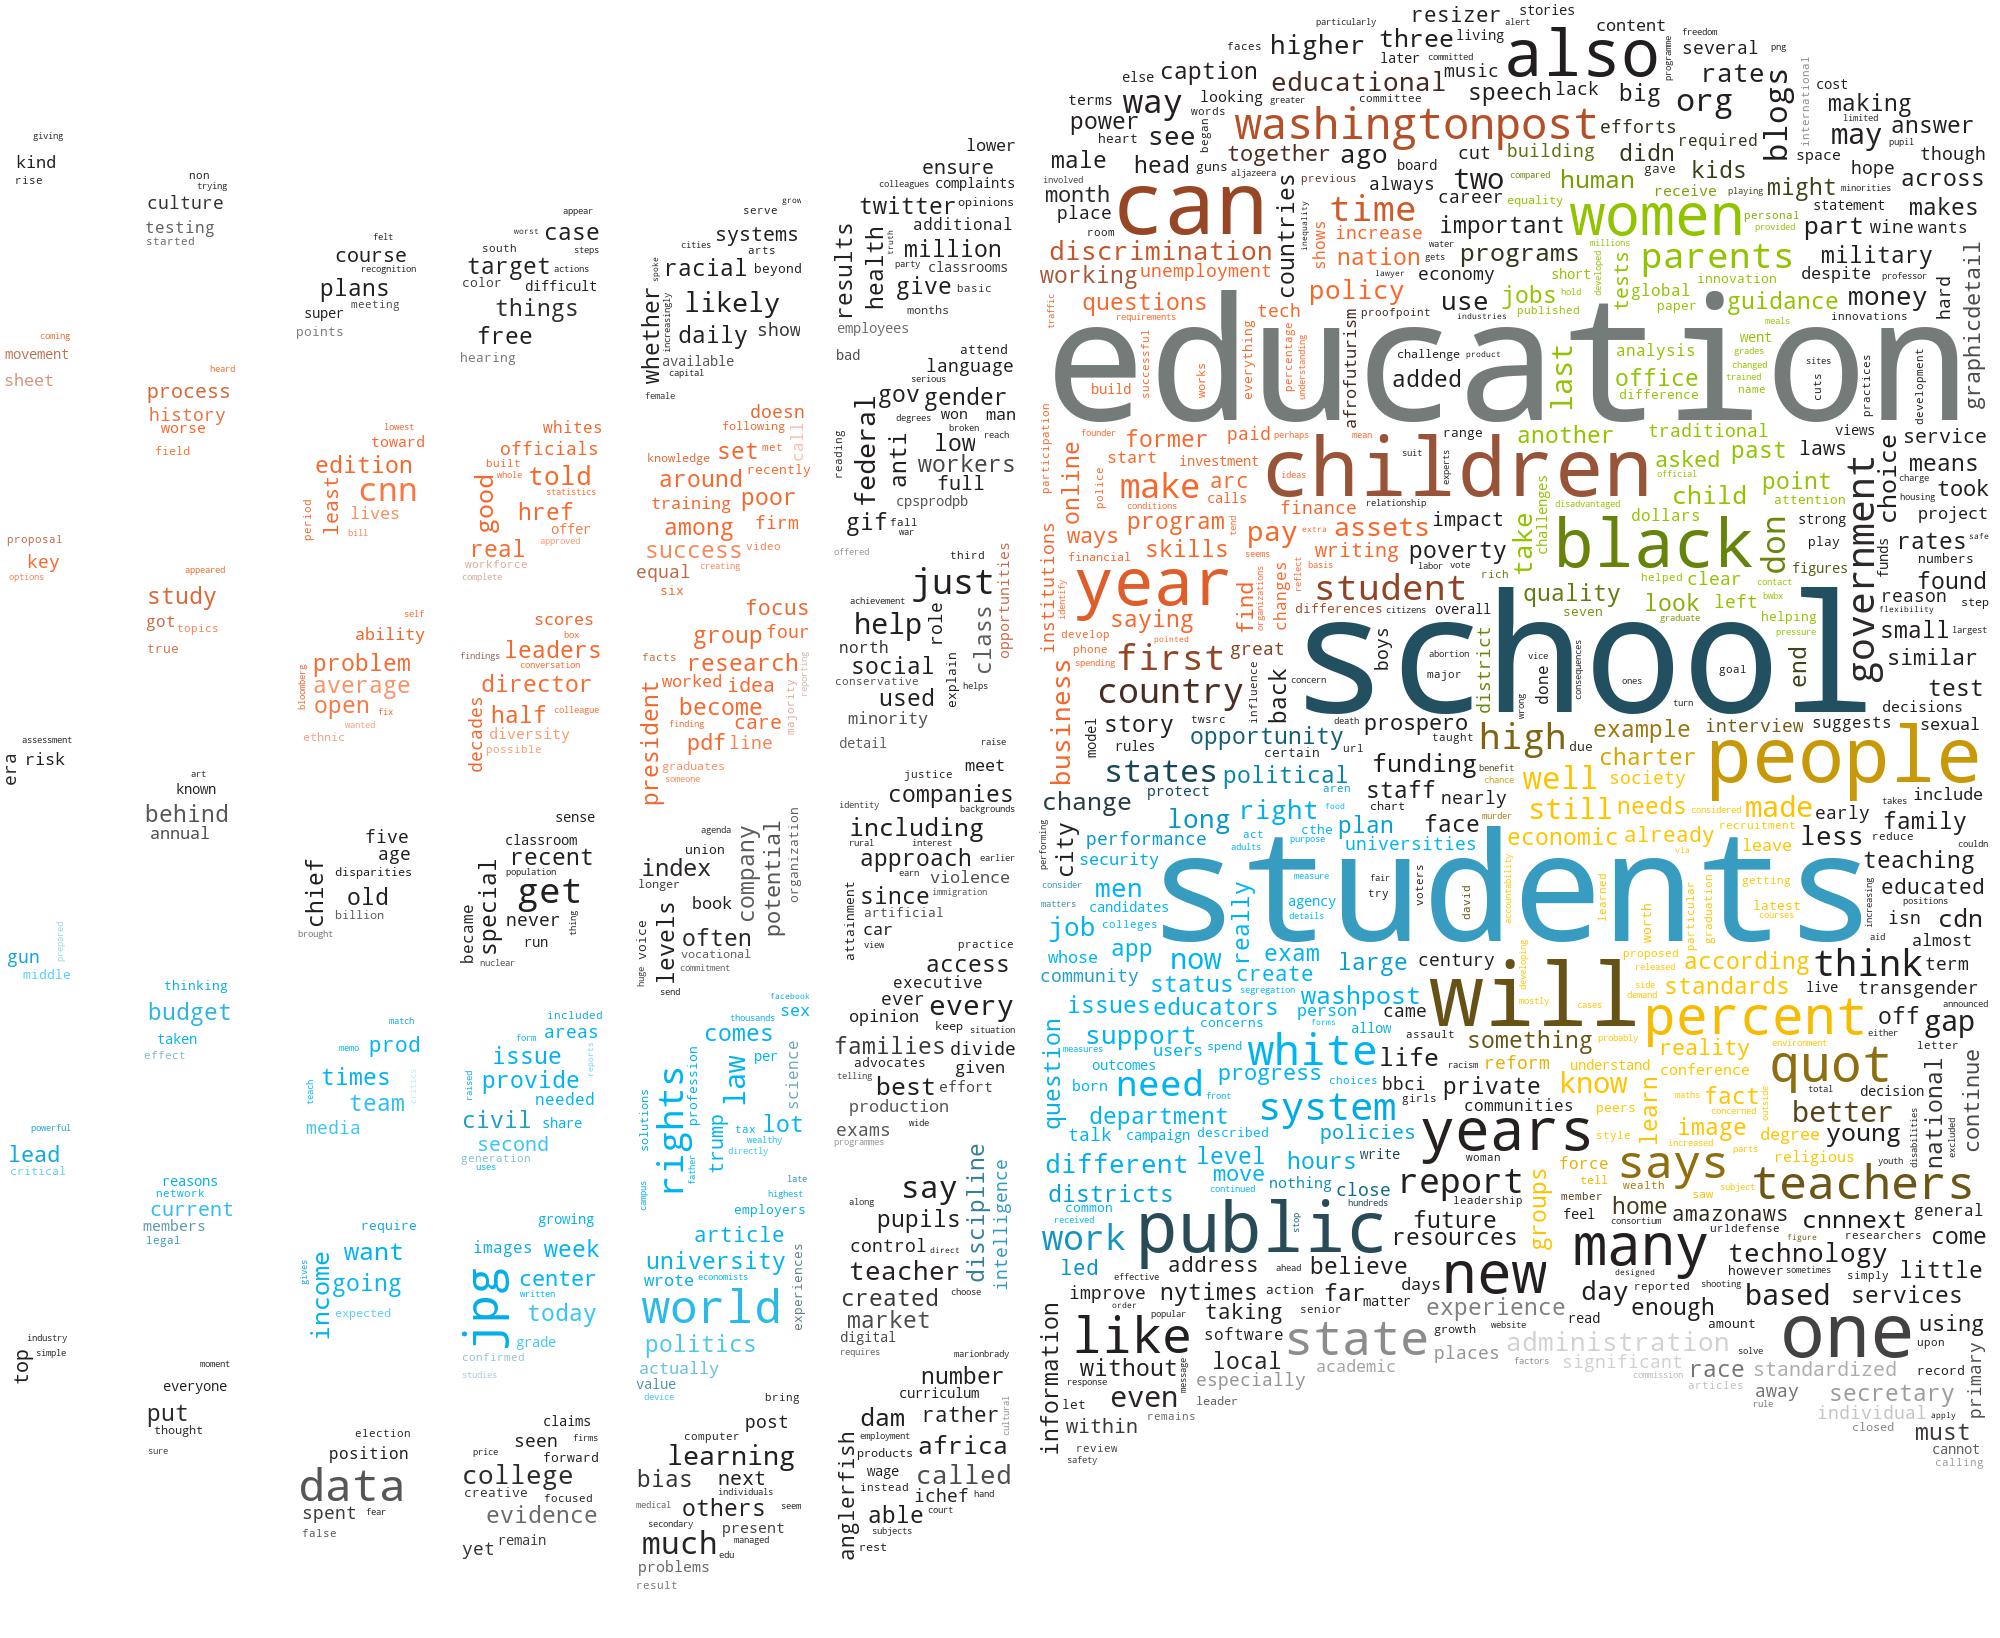 giving
kind
rise
coming
movement
sheet
proposal
key
options
assessment
era
risk
gun
prepared
middle
powerful
lead
critical
industry
simple
top
non
trying
culture
testing
started
heard
process
history
worse
field
appeared
study
got topics
true
art
known
behind
annual
thinking
budget
taken
effect
reasons
network
current
members
legal
moment
everyone
put
thought
sure
felt
course
recognition
plans
meeting
super
points
lowest
toward
edition
cnn
least
lives
period
bill
self
ability
problem
average
open fix
bloomberg
wanted
ethnic
five
age
chief
disparities
old
billion
brought
match
memo prod
times
teach
critics
team
media
require
want
gives
going
income
expected
election
position
data
spent fear
false
appear
worst case
south steps
target actions
color difficult
things
free
hearing
whites
officials
built
good told
whole statistics
href
offer
real approved
workforce
complete
scores
box
findings leaders
conversation
director
half colleague
decades diversity
possible
sense
classroom
recent
population
special get
never thing
became run
nuclear
included
form areas
issue
reports
provide
raised needed
civil share
second
generation
uses
growing
images week
jpg center
written
today
grade
confirmed
studies
claims
seen firms
price forward
college
creative focused
evidence
remain
yet
grow
serve
systems
cities arts
racial beyond
spoke
whether likely
increasingly
daily show
available
capital
female
doesn
following call
set met
knowledge
around recently
training poor
among firm
success video
equal creating
six
focus
group four
facts
research reporting
worked idea
president become majority
finding care
pdf line
graduates
someone
agenda
union
index company potential organization
longer
book
levels often
voice vocational
huge commitment
send
facebook
thousands sex
comes
law per
profession science
solutions rights
tax lot
trump wealthy
directly
campus father
late
highest
employers
article
university
wrote economists
experiences
world
politics
actually
value
device
bring
post
computer
learning
bias next
individuals
medical others seem
secondary present
much managed
edu
problems
result
lower
ensure
colleagues complaints
twitter opinions
additional
results health million
truth
party classrooms
give basic
months
employees
bad attend
language
serious
gov gender
degrees won man
federal broken reach
low
anti workers
reading full
cpsprodpb
gif fall
war
offered
third opportunities
just
achievement
help role class
north
social explain
conservative helps
used
minority
detail raise
meet
justice
companies
identity backgrounds
including
rural interest
approach earlier
earn violence
since immigration
attainment artificial
car
view practice
access
executive
ever every
opinion keep situation
families divide
advocates given
telling
best effort
production
exams wide
programmes
say discipline intelligence
along
pupils
control direct
teacher
choose
created
market
digital
requires marionbrady
number
curriculum cultural
dam rather
employment
anglerfish products africa
wage called
instead
ichef hand
able court
subjects
rest
stories
particularly resizer alert content freedom
faces higher three living also several png
later committed programme
else caption educational music rate international cost
terms way looking greater committee speech lack big org blogs making
words limited
power see began washingtonpost efforts required may answer
heart pupil
male head guns together ago board cut building didn space hope though
involved aljazeera previous always two compared human gave kids minorities across
month can countries career equality receive playing might statement
place time important women personal part wine makes
room inequality increase provided wants
discrimination shows nation water programs millions parents military
working unemployment gets lawyer economy short developed tests innovation despite professor graphicdetail
questions policy use jobs hold global guidance money hard
traffic requirements tech proofpoint industries published paper meals innovations
education
successful works everything percentage understanding afrofuturism challenge product last analysis went grades sites cuts practices development
build added office changed trained
difference name
participation founder former paid perhaps mean range another traditional views service
start investment children suit experts asked past laws choice means
online police make arc ideas official child point charge housing took
conditions calls relationship challenges disadvantaged attention government
institutions ways program finance assets impact take black dollars don strong project
skills pay extra writing poverty play rates safe
financial tend seems basis labor vote helped clear contact figures funds numbers
identify year find organizations changes reflect student rich quality look left bwbx found
saying differences citizens overall seven graduate helping reason step
flexibility
develop pointed school pressure small largest
phone first great boys abortion district vice consequences goal end similar
spending concern major done ones
business country influence back wrong turn test
decisions
model story twsrc death prospero high example interview suggests sexual
rules opportunity certain url taught due charter people
states political funding benefit well society
change protect aren staff nearly chance still needs considered made takes include
long right food chart murder recruitment early family
city performing performance act cthe plan face economic already less reduce couldn
security adults purpose universities via leave teaching
consider men students measure fair try voters david accountability learned worth particular graduation getting educated
matters candidates really agency details latest positions
job colleges courses increasing isn cdn
whose app now exam large century developing proposed according aid almost
community status create released think term
segregation washpost will mostly side standards live transgender
issues educators person came cases demand percent off announced
question support concerns allow assault something probably environment either gap
measures users spend forms white life racism reform reality letter
outcomes progress choices bbci private understand conference quot national continue
born need front girls communities know maths fact total decision
department system years peers learn concerned outside better
talk campaign described policies style image increased degree young disabilities excluded
different level hours write woman force parts religious youth
move report says
districts continued nothing close leadership groups tell wealth saw subject teachers
common hundreds member home
received public stop future feel consortium amazonaws cnnnext general
work resources urldefense researchers
led address ahead believe many figure technology come
effective days new designed however sometimes simply little
improve nytimes action far day reported shooting
order matter enough based services
popular taking senior experience read amount
information like software state growth website administration one using
without message local places factors significant solve upon
response academic commission race standardized record primary
let even especially articles away secretary
leader rule
within remains individual apply
closed must
review cannot
safety calling